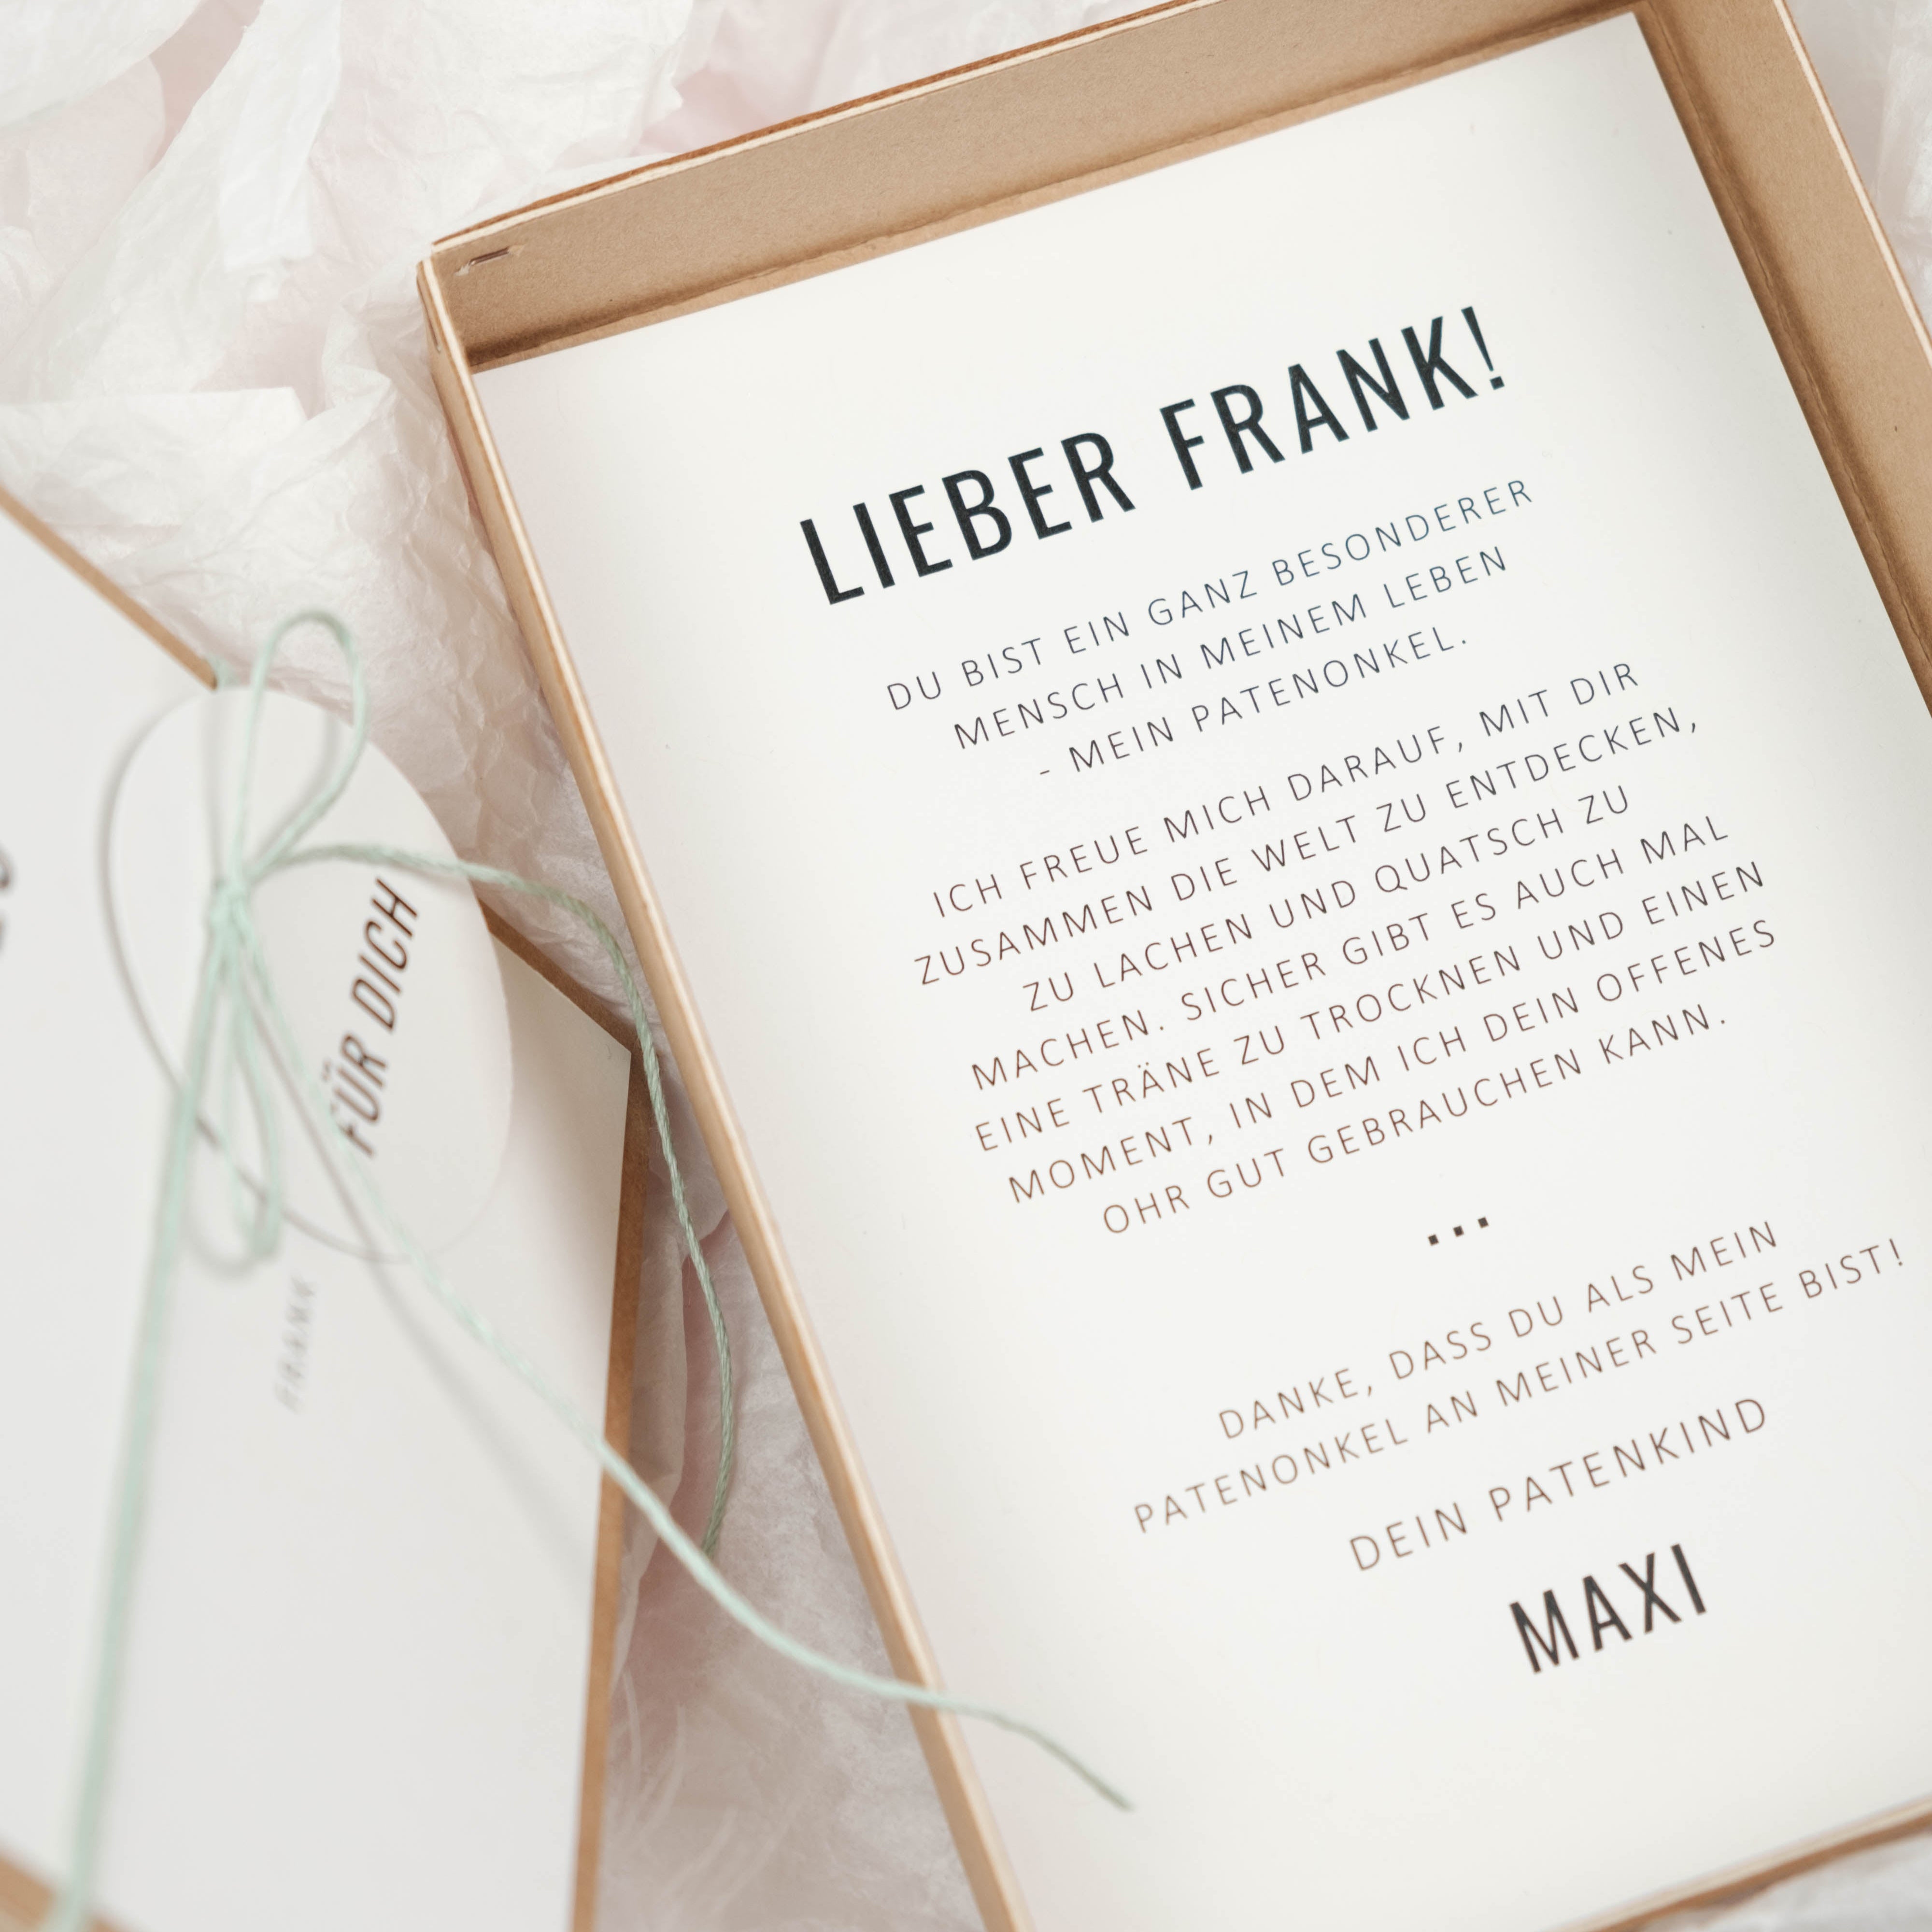 LIEBER FRANK!
DU BIST EIN GANZ BESONDERER
MENSCH IN MEINEM LEBEN
- MEIN PATENONKEL.
ICH FREUE MICH DARAUF, MIT DIR
ZUSAMMEN DIE WELT ZU ENTDECKEN,
ZU LACHEN UND QUATSCH ZU
MACHEN. SICHER GIBT ES AUCH MAL
EINE TRÄNE ZU TROCKNEN UND EINEN
MOMENT, IN DEM ICH DEIN OFFENES
OHR GUT GEBRAUCHEN KANN.
...
DANKE, DASS DU ALS MEIN
PATENONKEL AN MEINER SEITE BIST!
DEIN PATENKIND
MAXI
FÜR DICH
FRANK